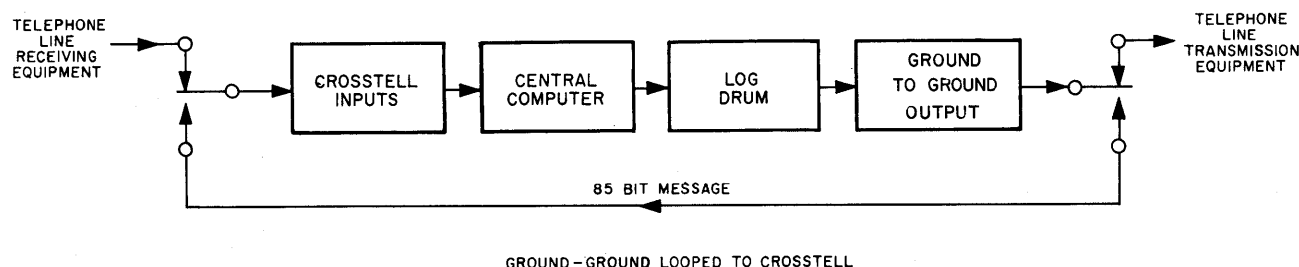 TELEPHONE
LINE
RECEIVING
EQUIPMENT
CROSSTELL
INPUTS
CENTRAL
COMPUTER
LOG
DRUM
GROUND
TO GROUND
OUTPUT
TELEPHONE
LINE
TRANSMISSION
EQUIPMENT
85 BIT MESSAGE
GROUND-GROUND LOOPED TO CROSSTELL